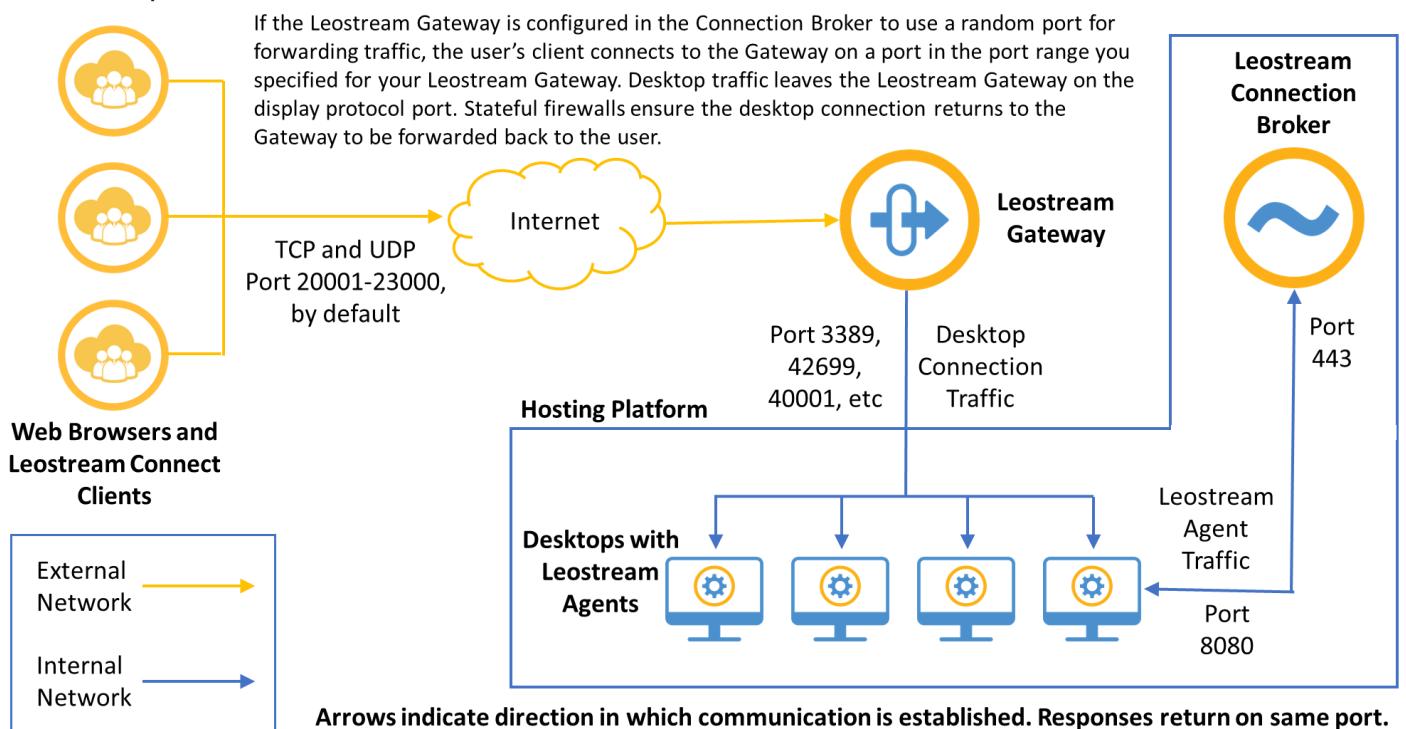 If the Leostream Gateway is configured in the Connection Broker to use a random port for
forwarding traffic, the user’s client connects to the Gateway on a port in the port range you
specified for your Leostream Gateway. Desktop traffic leaves the Leostream Gateway on the
display protocol port. Stateful firewalls ensure the desktop connection returns to the
Gateway to be forwarded back to the user.
Leostream
Connection
Broker
Internet
Leostream
Gateway
TCP and UDP
Port 20001-23000,
by default
Port 3389,
42699,
40001, etc
Desktop
Connection
Traffic
Port
443
Hosting Platform
Web Browsers and
Leostream Connect
Clients
Leostream
Agent
Traffic
Desktops with
Leostream
Agents
Port
8080
External
Network
Internal
Network
Arrows indicate direction in which communication is established. Responses return on same port.